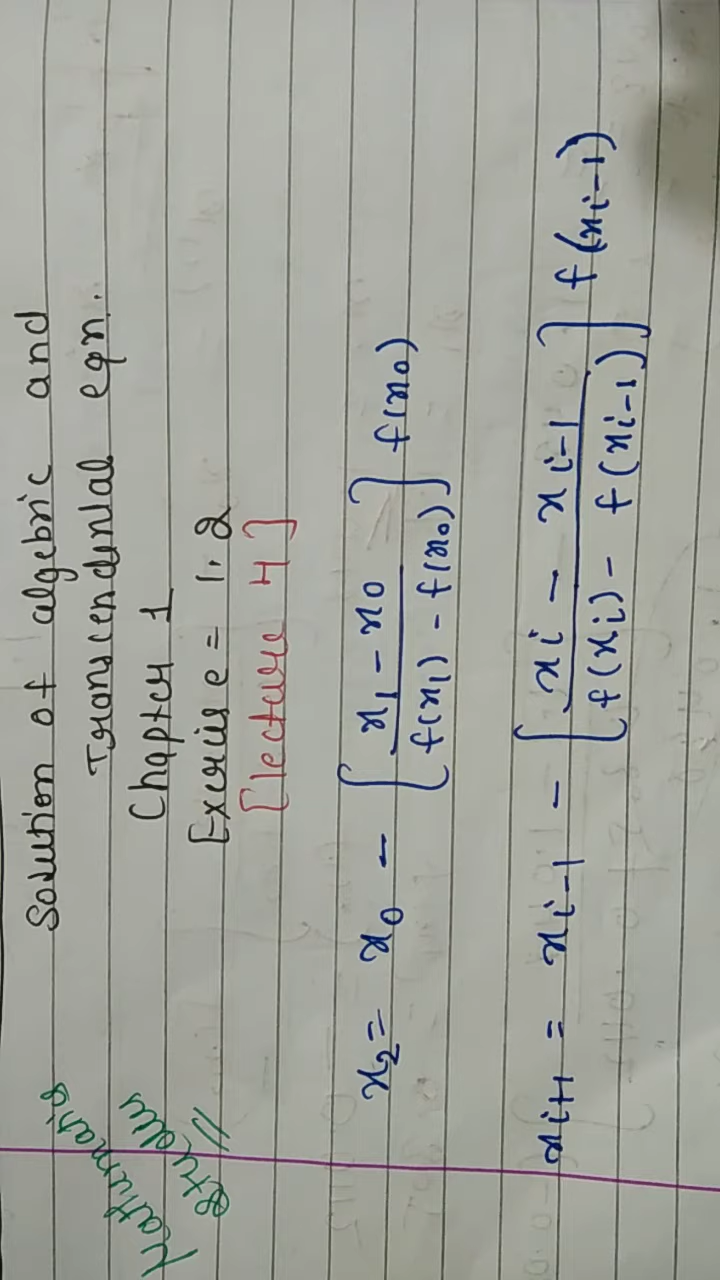 Solution of algebric and
Transcendental eqn.
Chapter 1
Exercise = 1.2
[lecture 4]
x₂ = x₀ - [x₁ - x₀ / f(x₁) - f(x₀)] f(x₀)
xᵢ₊₁ = xᵢ₋₁ - [xᵢ - xᵢ₋₁ / f(xᵢ) - f(xᵢ₋₁)] f(xᵢ₋₁)